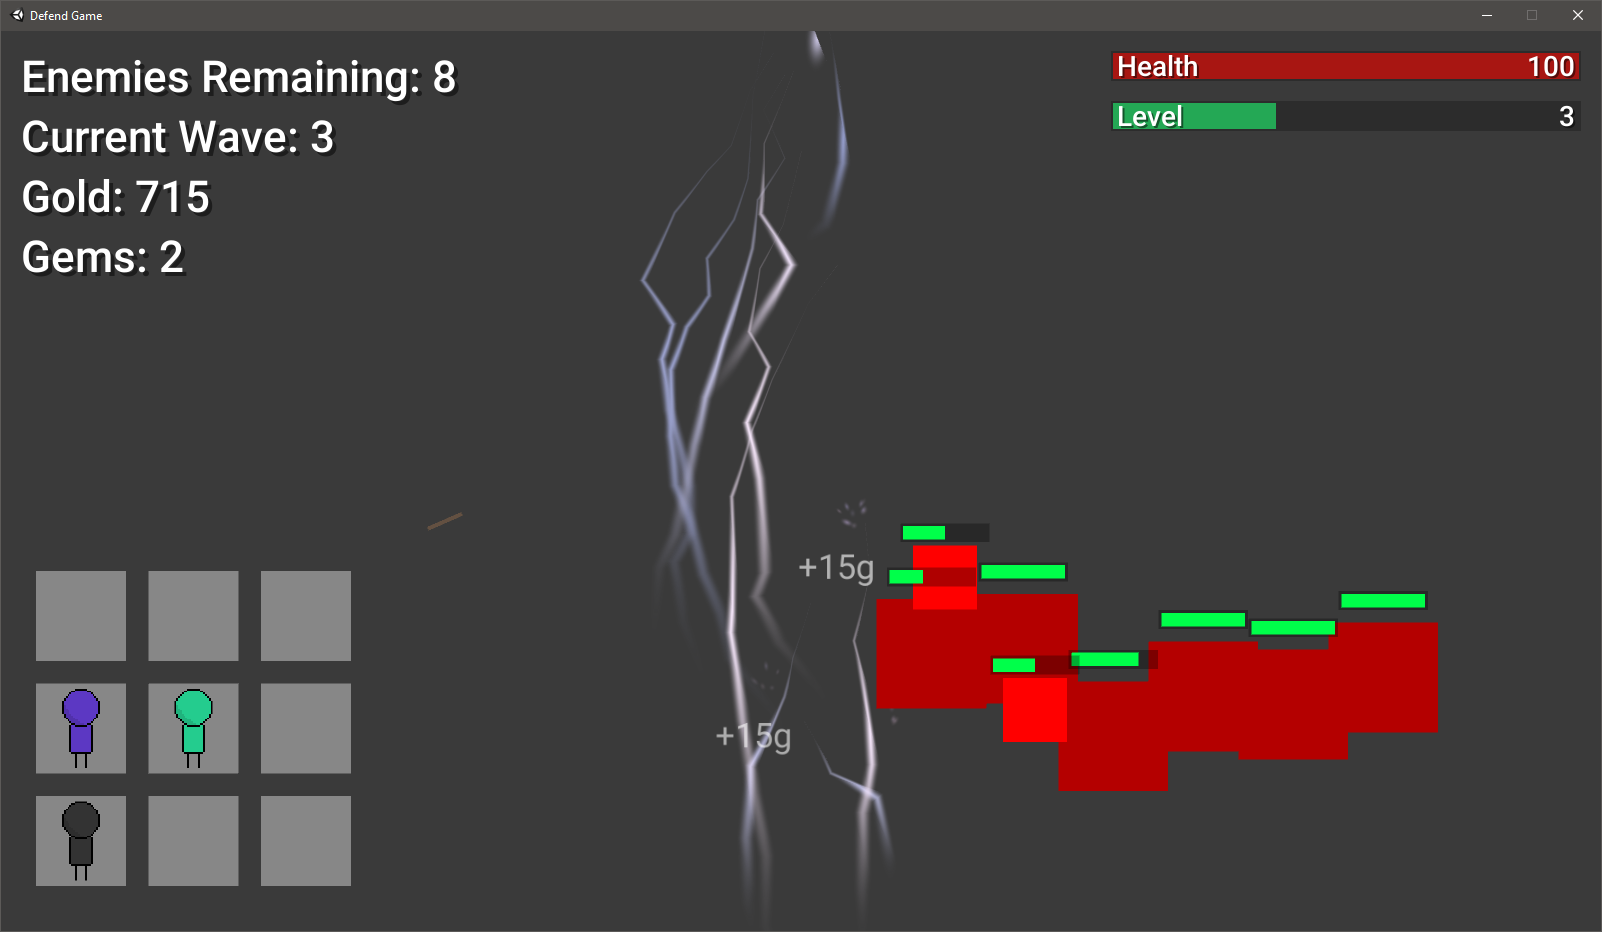 Defend Game
Enemies Remaining: 8
Current Wave: 3
Gold: 715
Gems: 2
Health 100
Level 3
+15g
+15g